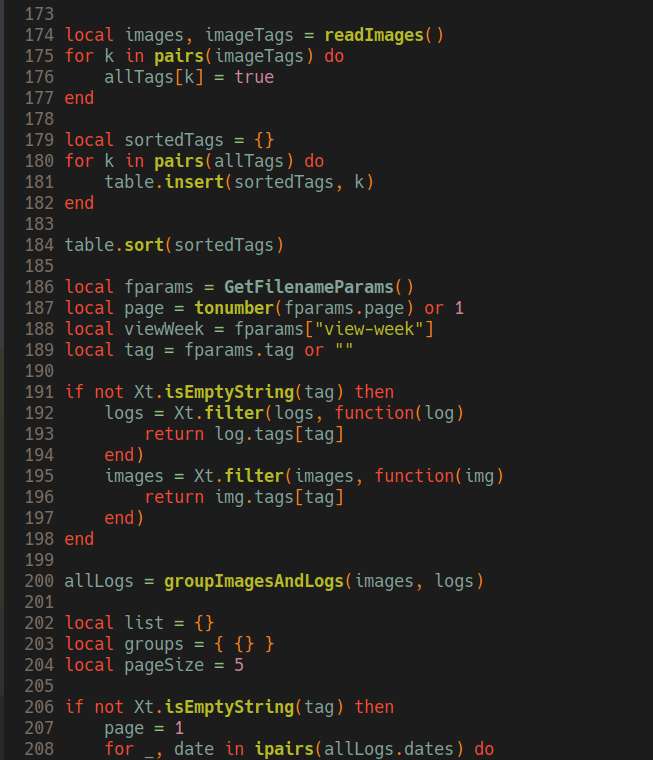 173
174 local images, imageTags = readImages()
175 for k in pairs(imageTags) do
176     allTags[k] = true
177 end
178
179 local sortedTags = {}
180 for k in pairs(allTags) do
181     table.insert(sortedTags, k)
182 end
183
184 table.sort(sortedTags)
185
186 local fparams = GetFilenameParams()
187 local page = tonumber(fparams.page) or 1
188 local viewWeek = fparams["view-week"]
189 local tag = fparams.tag or ""
190
191 if not Xt.isEmptyString(tag) then
192     logs = Xt.filter(logs, function(log)
193         return log.tags[tag]
194     end)
195     images = Xt.filter(images, function(img)
196         return img.tags[tag]
197     end)
198 end
199
200 allLogs = groupImagesAndLogs(images, logs)
201
202 local list = {}
203 local groups = { {} }
204 local pageSize = 5
205
206 if not Xt.isEmptyString(tag) then
207     page = 1
208     for _, date in ipairs(allLogs.dates) do